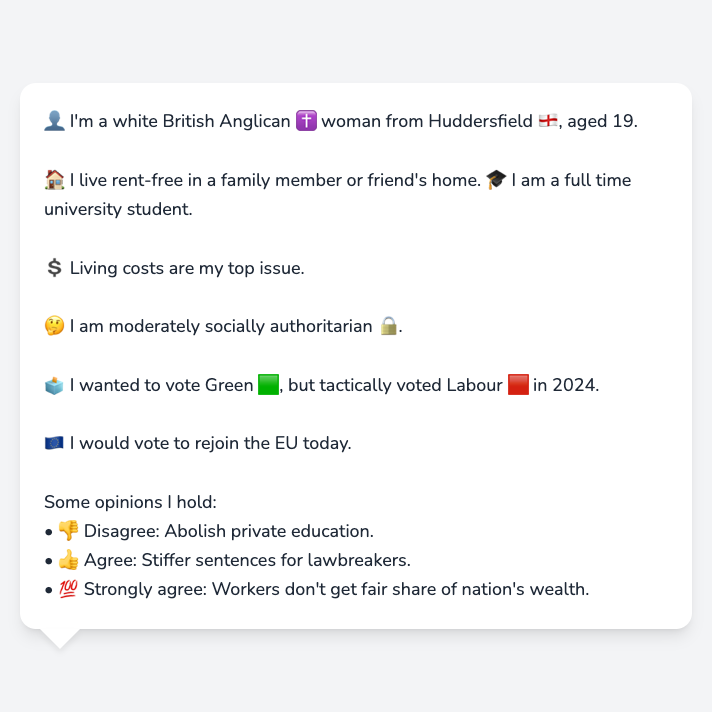 👤 I'm a white British Anglican ✝️ woman from Huddersfield 🏴󠁧󠁢󠁥󠁮󠁧󠁿, aged 19.
🏠 I live rent-free in a family member or friend's home. 🎓 I am a full time
university student.
💲 Living costs are my top issue.
🤔 I am moderately socially authoritarian 🔒.
🗳️ I wanted to vote Green 🟩, but tactically voted Labour 🟥 in 2024.
🇪🇺 I would vote to rejoin the EU today.
Some opinions I hold:
• 👎 Disagree: Abolish private education.
• 👍 Agree: Stiffer sentences for lawbreakers.
• 💯 Strongly agree: Workers don't get fair share of nation's wealth.